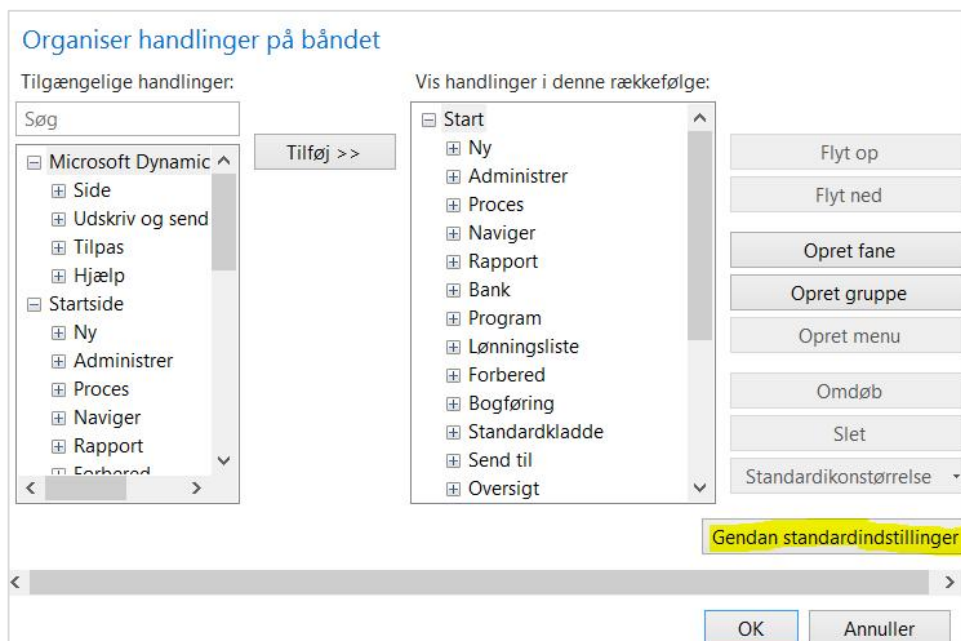 Organiser handlinger på båndet
Tilgængelige handlinger:
Søg
Microsoft Dynamic
Side
Udskriv og send
Tilpas
Hjælp
Startside
Ny
Administrer
Proces
Naviger
Rapport
Forbered
Tilføj >>
Vis handlinger i denne rækkefølge:
Start
Ny
Administrer
Proces
Naviger
Rapport
Bank
Program
Lønningsliste
Forbered
Bogføring
Standardkladde
Send til
Oversigt
Flyt op
Flyt ned
Opret fane
Opret gruppe
Opret menu
Omdøb
Slet
Standardikonstørrelse
Gendan standardindstillinger
OK
Annuller